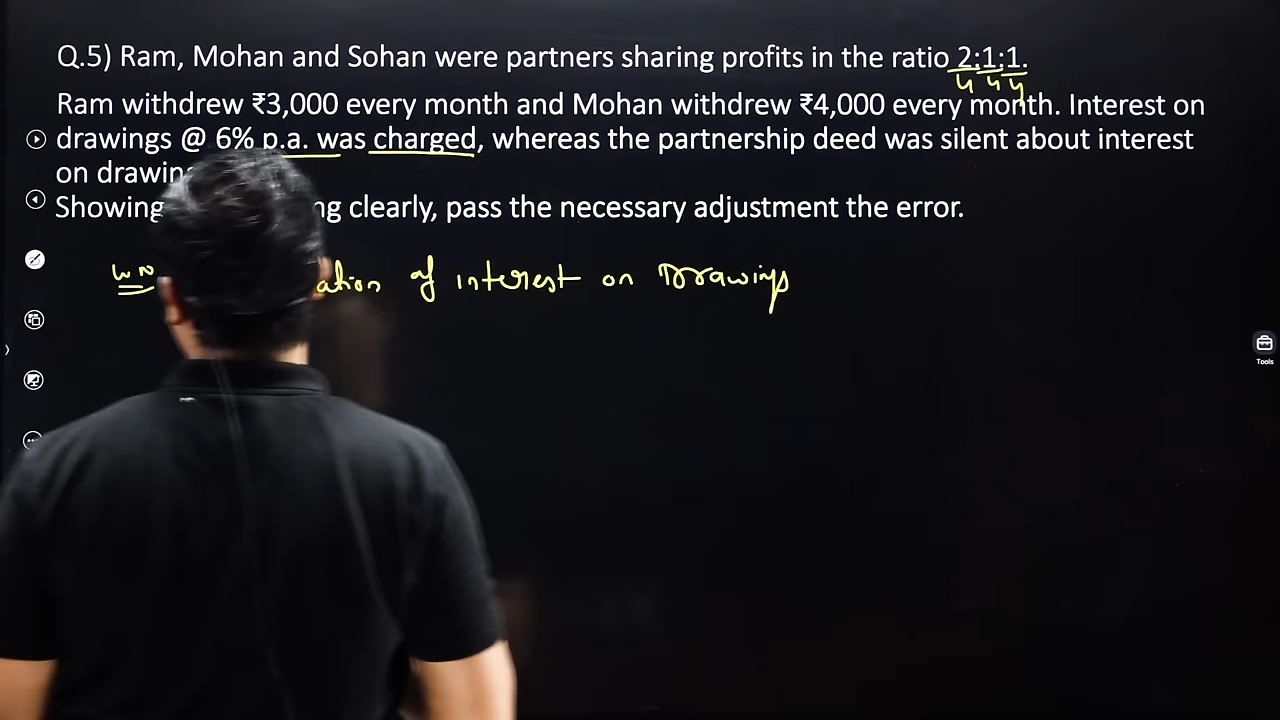 Q.5) Ram, Mohan and Sohan were partners sharing profits in the ratio 2:1:1.
4 4 4
Ram withdrew ₹3,000 every month and Mohan withdrew ₹4,000 every month. Interest on
drawings @ 6% p.a. was charged, whereas the partnership deed was silent about interest
on
Showing clearly, pass the necessary adjustment the error.
WN of interest on Drawings
Tools